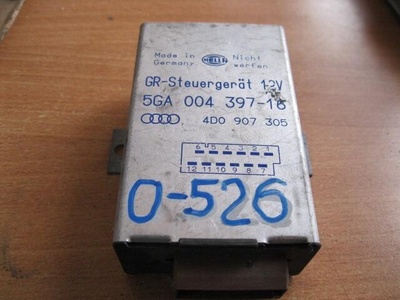 Made in Germany
HELLA
Nicht werfen
GR-Steuergerät 12V
5GA 004 397-16
4D0 907 305
6 5 4 3 2 1
12 11 10 9 8 7
0-526